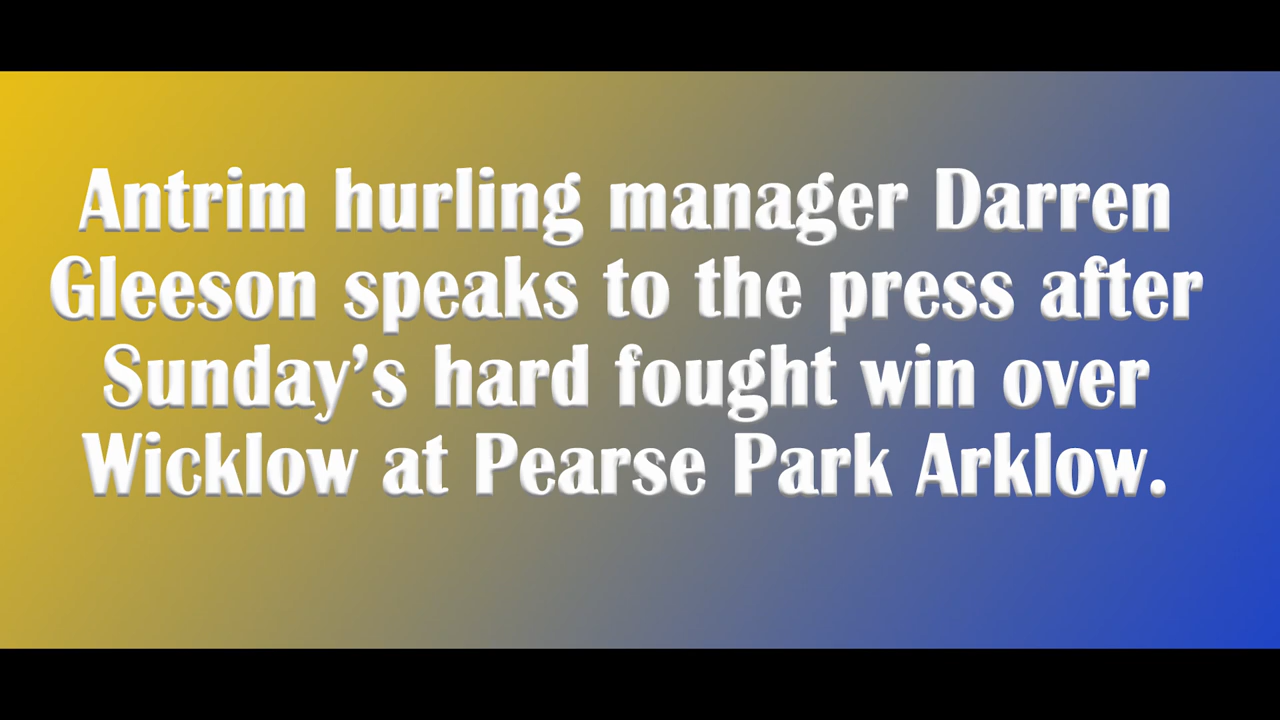 Antrim hurling manager Darren
Gleeson speaks to the press after
Sunday’s hard fought win over
Wicklow at Pearse Park Arklow.